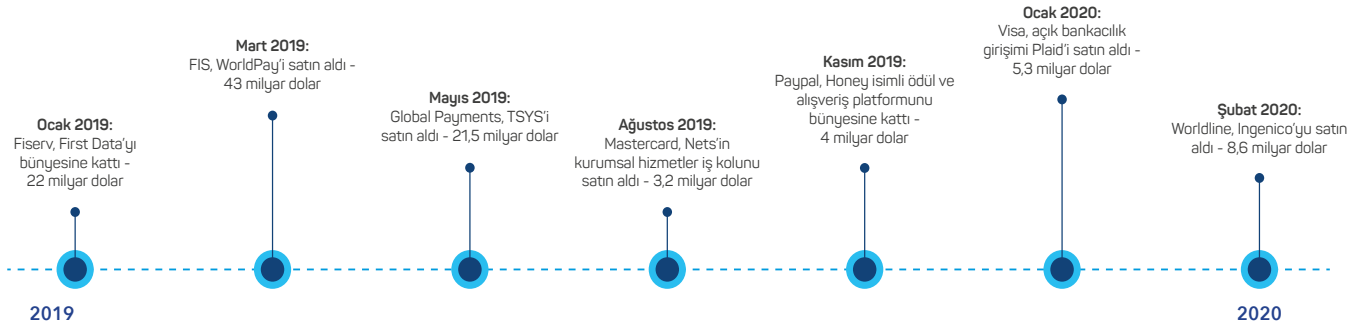 Ocak 2019:
Fiserv, First Data'yı
bünyesine kattı -
22 milyar dolar
Mart 2019:
FIS, WorldPay'i satın aldı -
43 milyar dolar
Mayıs 2019:
Global Payments, TSYS'i
satın aldı - 21,5 milyar dolar
Ağustos 2019:
Mastercard, Nets'in
kurumsal hizmetler iş kolunu
satın aldı - 3,2 milyar dolar
Kasım 2019:
Paypal, Honey isimli ödül ve
alışveriş platformunu
bünyesine kattı -
4 milyar dolar
Ocak 2020:
Visa, açık bankacılık
girişimi Plaid'i satın aldı -
5,3 milyar dolar
Şubat 2020:
Worldline, Ingenico'yu satın
aldı - 8,6 milyar dolar
2019
2020